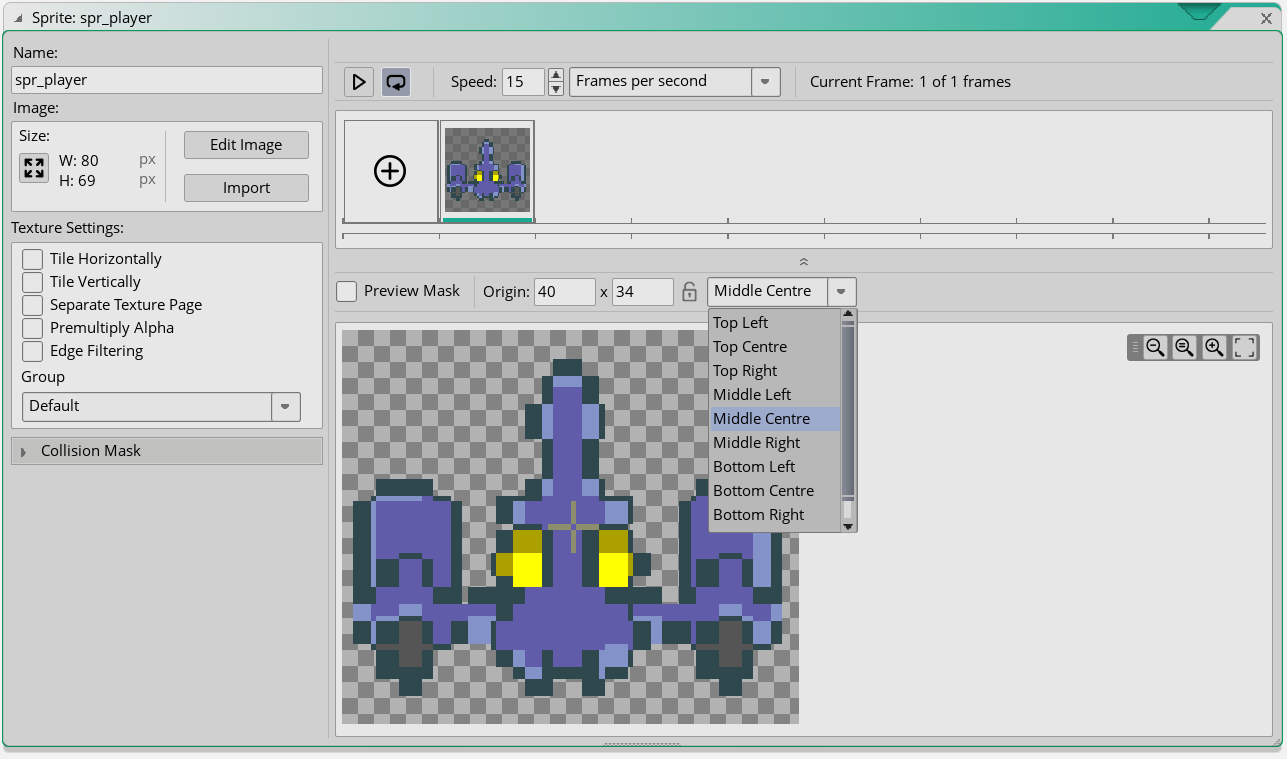 Sprite: spr_player
Name:
spr_player
Image:
Size:
W: 80 px
H: 69 px
Edit Image
Import
Texture Settings:
Tile Horizontally
Tile Vertically
Separate Texture Page
Premultiply Alpha
Edge Filtering
Group
Default
Collision Mask
Speed: 15 Frames per second Current Frame: 1 of 1 frames
Preview Mask Origin: 40 x 34 Middle Centre
Top Left
Top Centre
Top Right
Middle Left
Middle Centre
Middle Right
Bottom Left
Bottom Centre
Bottom Right